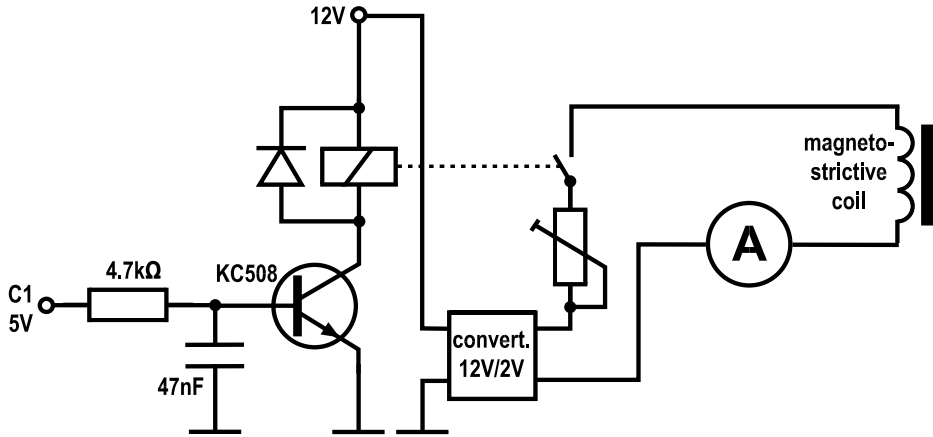 12V
magneto-
strictive
coil
A
4.7kΩ
KC508
C1
5V
convert.
12V/2V
47nF